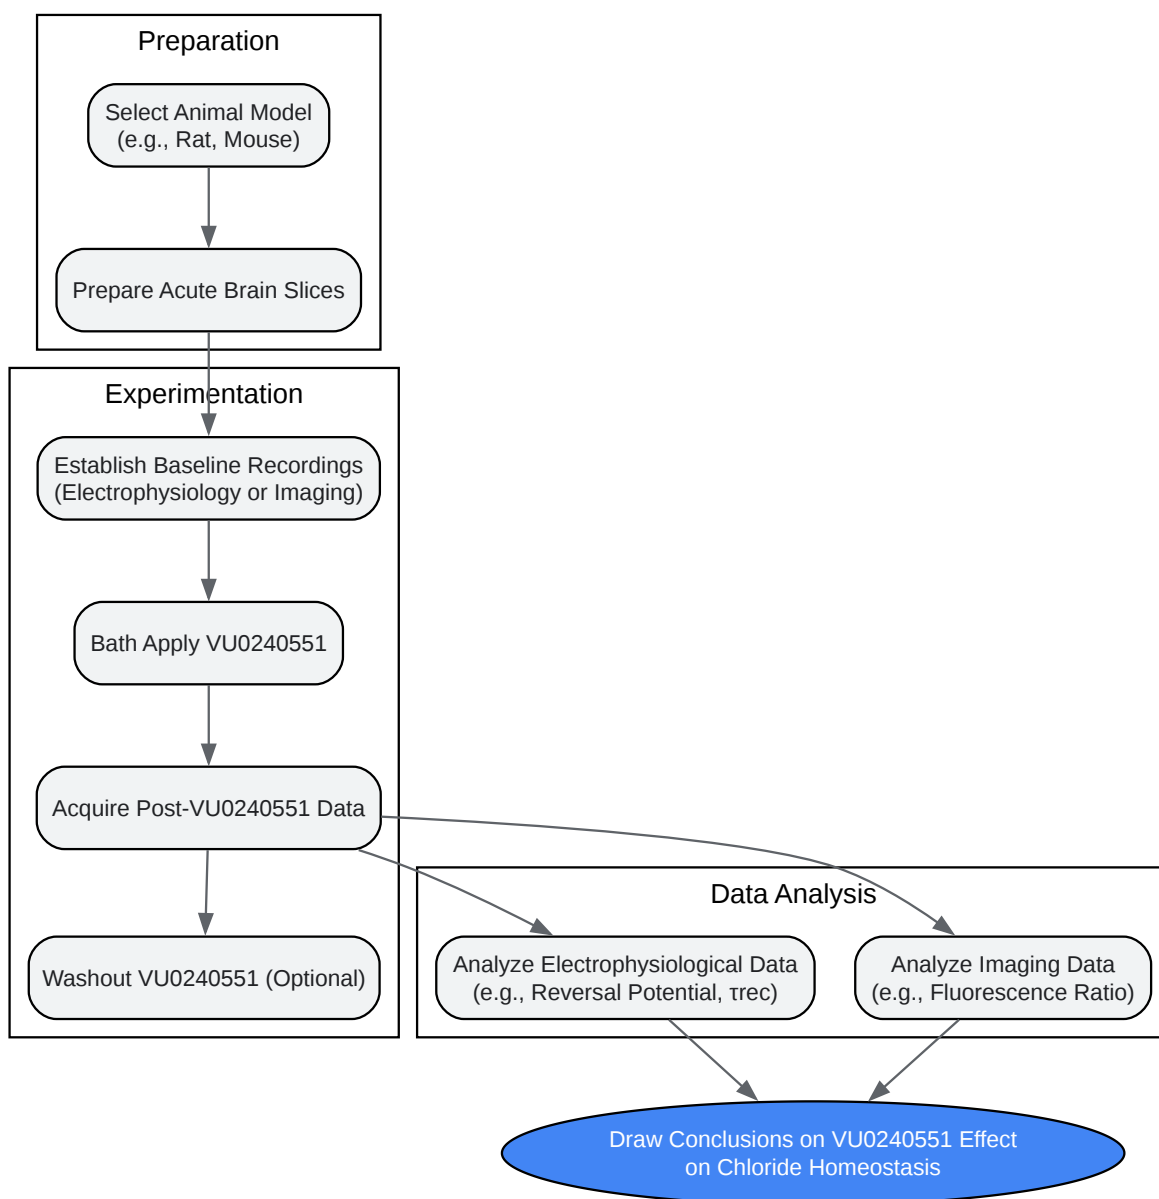 Preparation
Select Animal Model
(e.g., Rat, Mouse)
Prepare Acute Brain Slices
Experimentation
Establish Baseline Recordings
(Electrophysiology or Imaging)
Bath Apply VU0240551
Acquire Post-VU0240551 Data
Washout VU0240551 (Optional)
Data Analysis
Analyze Electrophysiological Data
(e.g., Reversal Potential, τrec)
Analyze Imaging Data
(e.g., Fluorescence Ratio)
Draw Conclusions on VU0240551 Effect
on Chloride Homeostasis